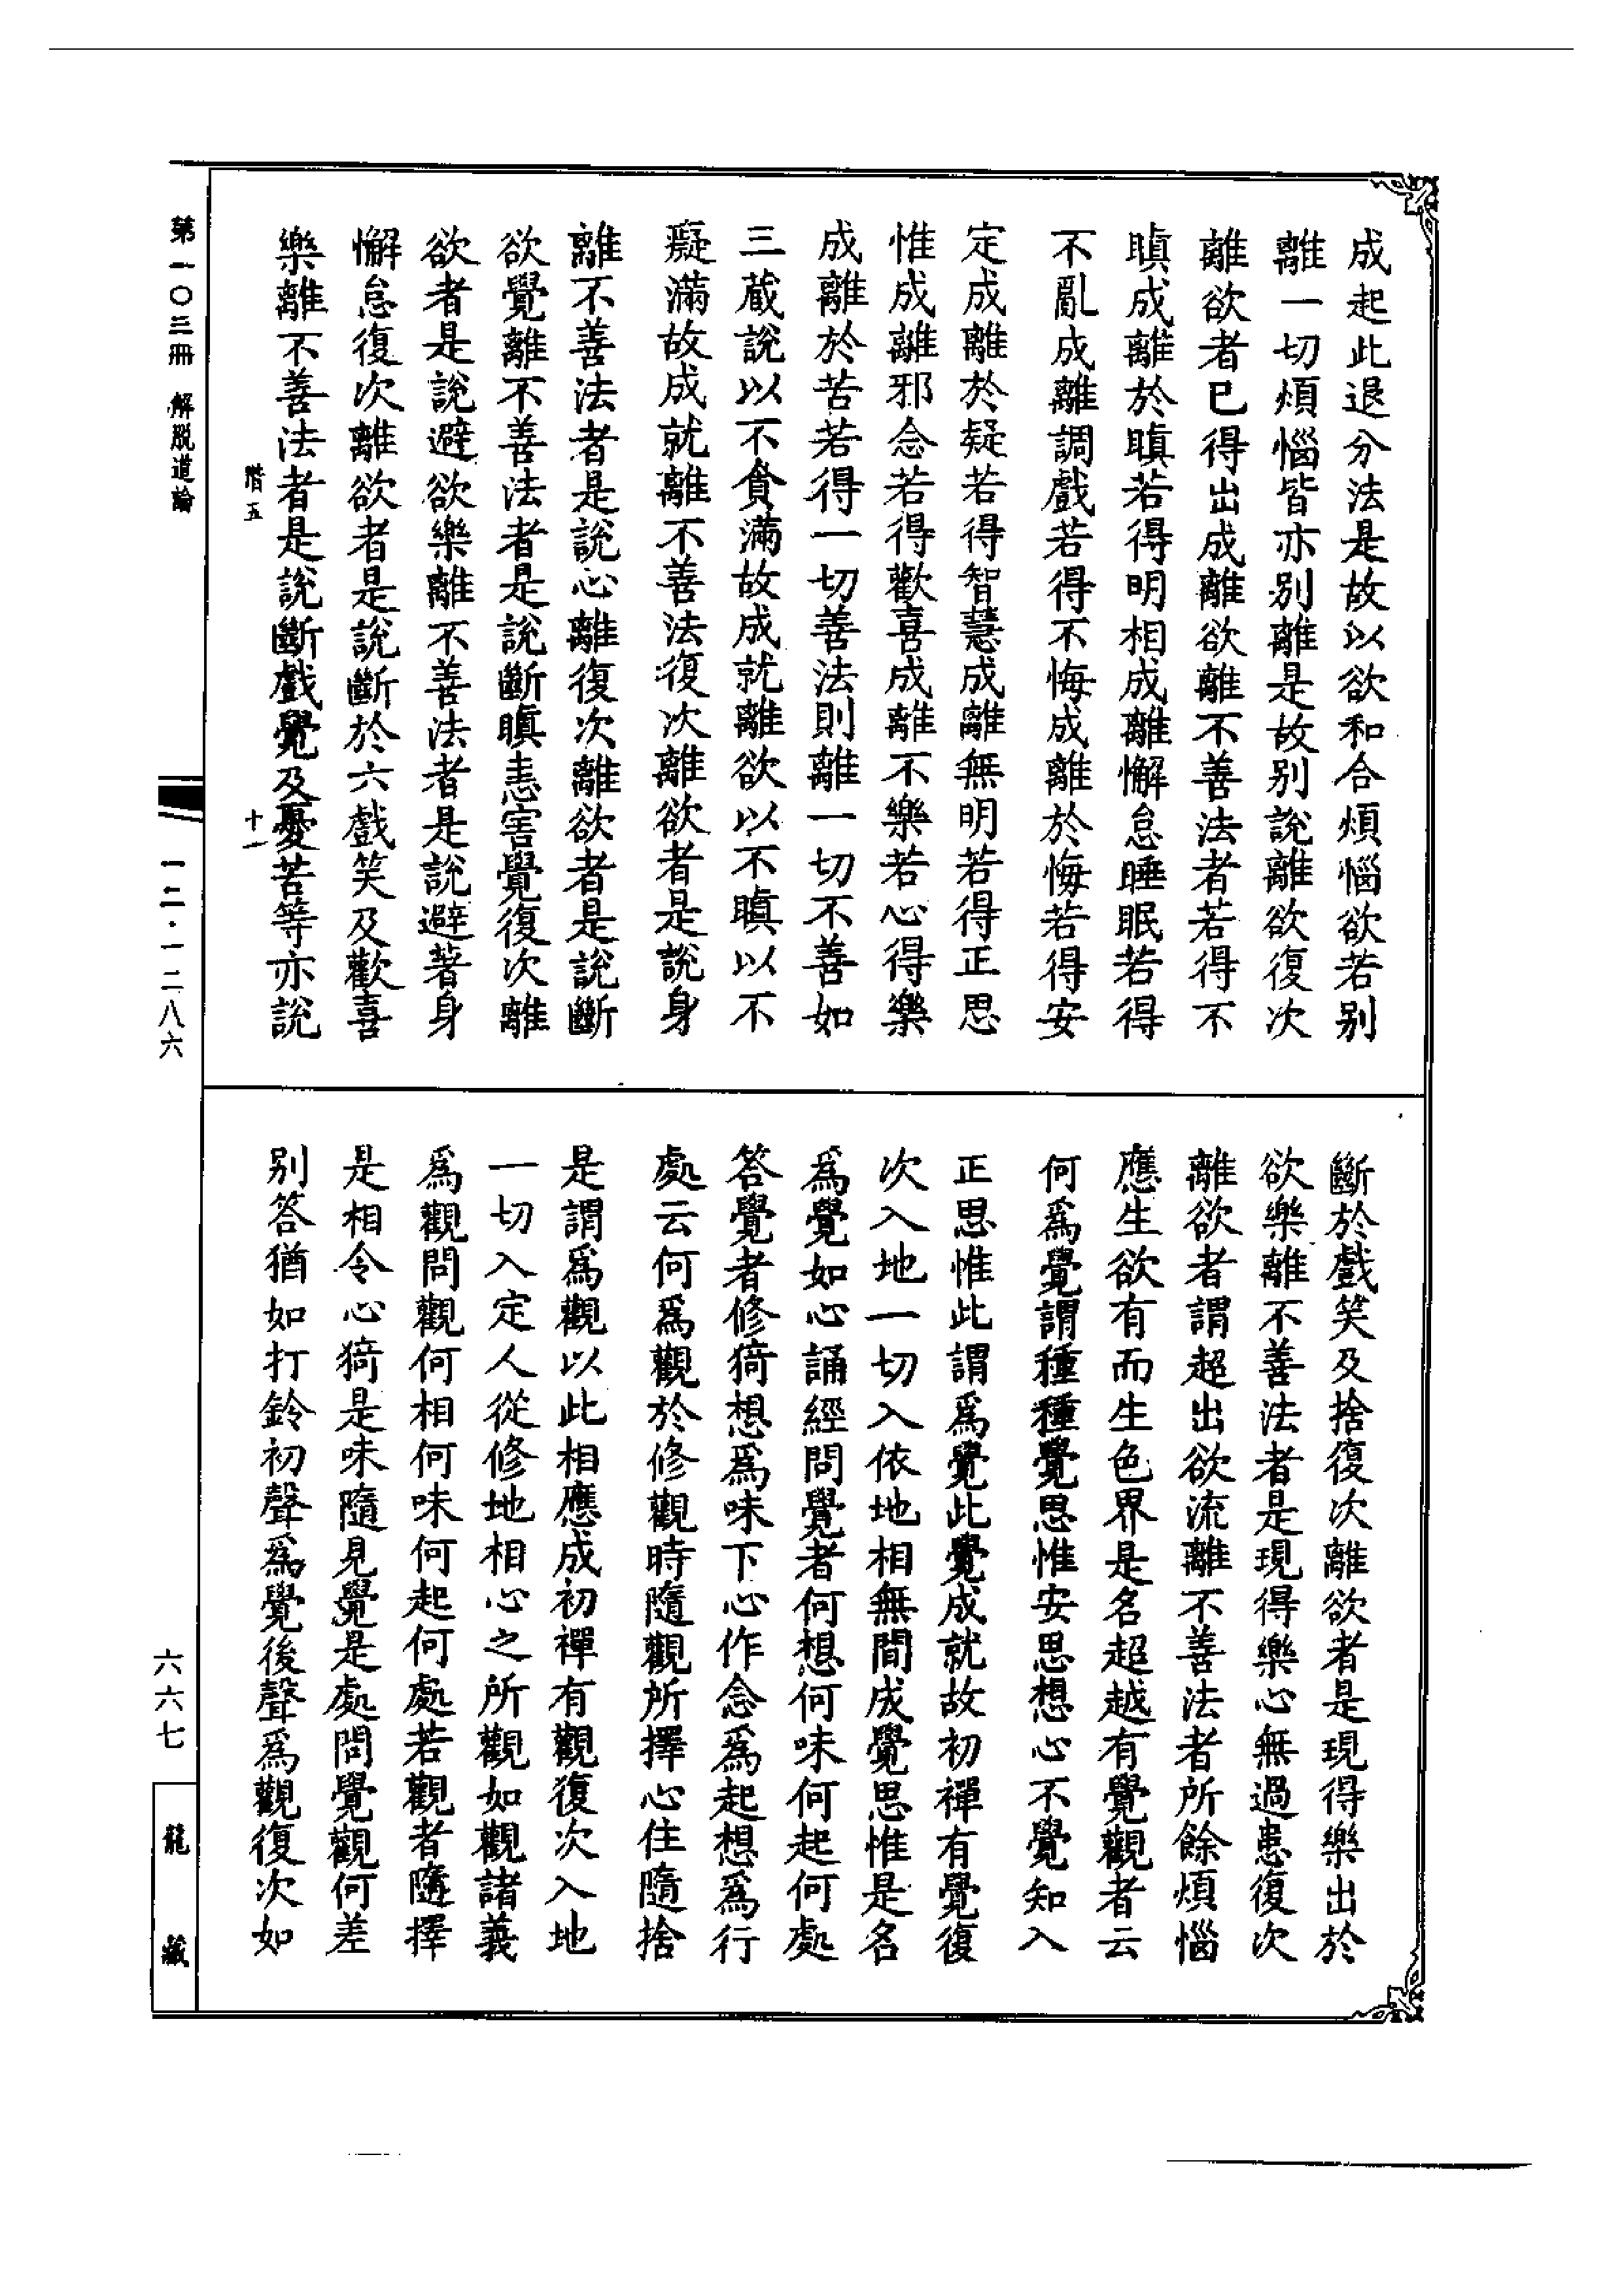 成起此退分法是故以欲和合煩惱欲若别
離一切煩惱皆亦别離是故别說離欲復次
離欲者已得出成離欲離不善法者若得不
瞋成離於瞋若得明相成離懈怠睡眠若得
不亂成離調戲若得不悔成離於悔若得安
定成離於疑若得智慧成離無明若得正思
惟成離邪念若得歡喜成離不樂若心得樂
成離於苦若得一切善法則離一切不善如
三藏說以不貪滿故成就離欲以不瞋以不
癡滿故成就離不善法復次離欲者是說身
離不善法者是說心離復次離欲者是說斷
欲覺離不善法者是說斷瞋恚害覺復次離
欲者是說避欲樂離不善法者是說避著身
懈怠復次離欲者是說斷於六戲笑及歡喜
樂離不善法者是說斷戲覺及憂苦等亦說
階五
十一
斷於戲笑及捨復次離欲者是現得樂出於
欲樂離不善法者是現得樂心無過患復次
離欲者謂超出欲流離不善法者所餘煩惱
應生欲有而生色界是名超越有覺觀者云
何爲覺謂種種覺思惟安思想心不覺知入
正思惟此謂爲覺此覺成就故初禪有覺復
次入地一切入依地相無間成覺思惟是名
爲覺如心誦經問覺者何想何味何起何處
答覺者修猗想爲味下心作念爲起想爲行
處云何爲觀於修觀時隨觀所擇心住隨捨
是謂爲觀以此相應成初禪有觀復次入地
一切入定人從修地相心之所觀如觀諸義
爲觀問觀何相何味何起何處若觀者隨擇
是相令心猗是味隨見覺是處問覺觀何差
别答猶如打鈴初聲爲覺後聲爲觀復次如
第一〇三冊 解脱道論
一二·一二八六
六六七
龍藏